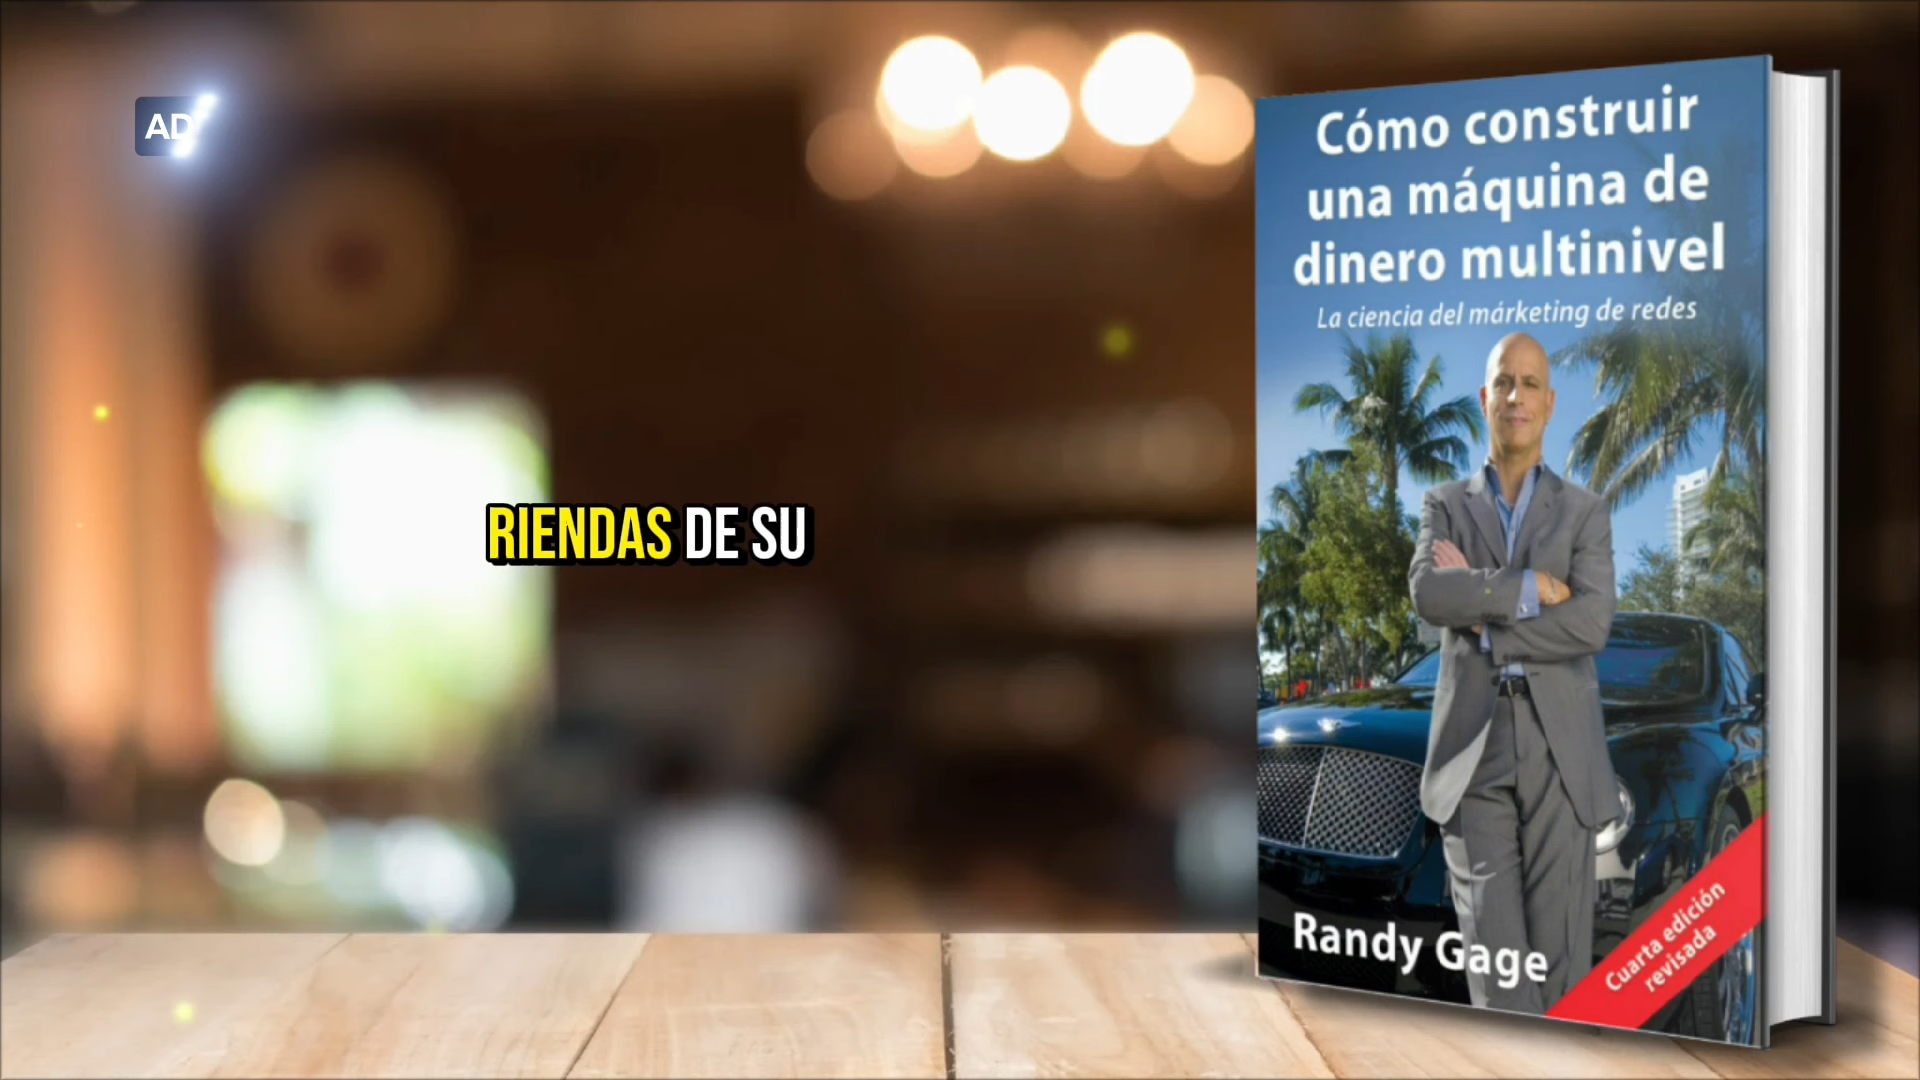 AD
RIENDAS DE SU
Cómo construir
una máquina de
dinero multinivel
La ciencia del márketing de redes
Randy Gage
Cuarta edición
revisada